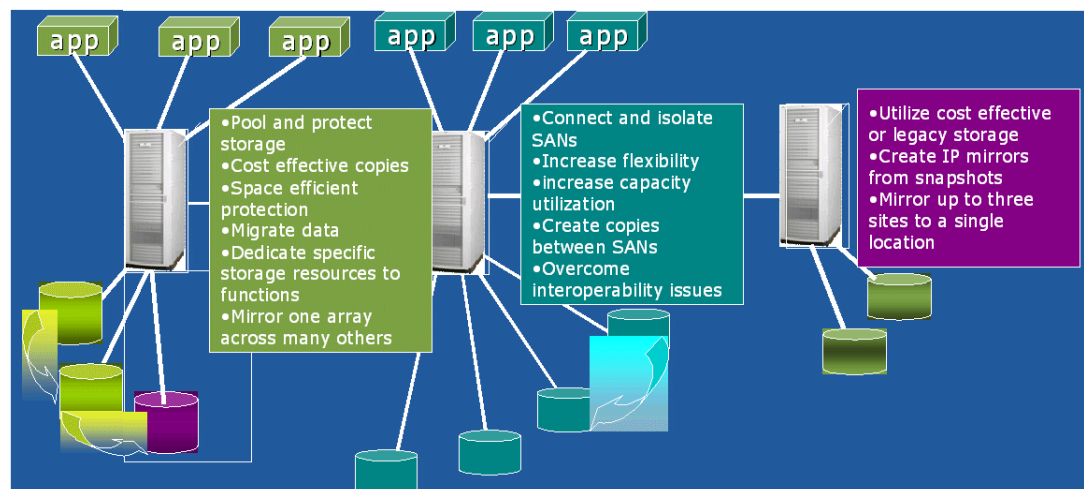 app
app
app
app
app
app
•Pool and protect
storage
•Cost effective copies
•Space efficient
protection
•Migrate data
•Dedicate specific
storage resources to
functions
•Mirror one array
across many others
•Connect and isolate
SANs
•Increase flexibility
•increase capacity
utilization
•Create copies
between SANs
•Overcome
interoperability issues
•Utilize cost effective
or legacy storage
•Create IP mirrors
from snapshots
•Mirror up to three
sites to a single
location